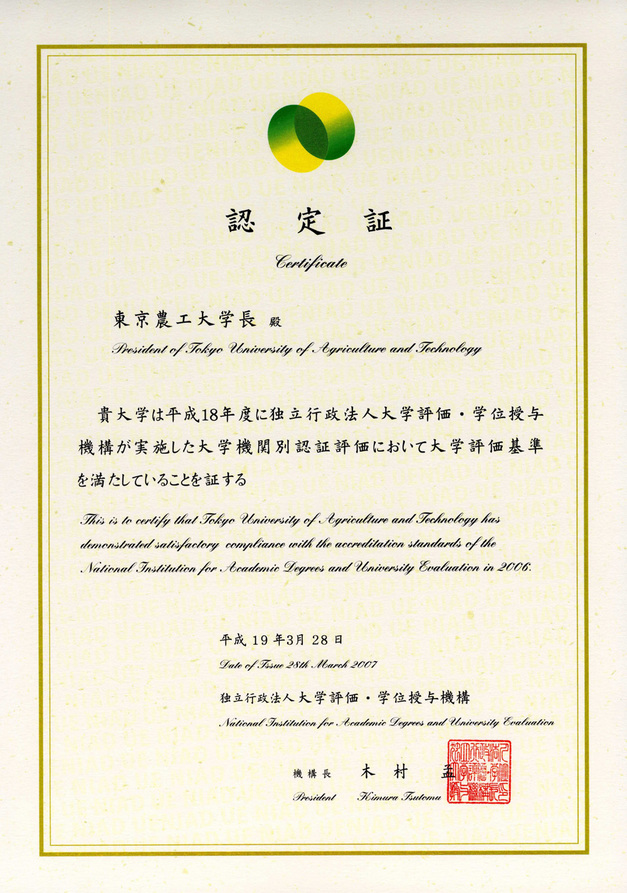 認定証
Certificate
東京農工大学長 殿
President of Tokyo University of Agriculture and Technology
貴大学は平成18年度に独立行政法人大学評価・学位授与
機構が実施した大学機関別認証評価において大学評価基準
を満たしていることを証する
This is to certify that Tokyo University of Agriculture and Technology has
demonstrated satisfactory compliance with the accreditation standards of the
National Institution for Academic Degrees and University Evaluation in 2006.
平成 19 年3月 28 日
Date of Issue 28th March 2007
独立行政法人 大学評価・学位授与機構
National Institution for Academic Degrees and University Evaluation
機構長 木村 孟
President Kimura Tsutomu